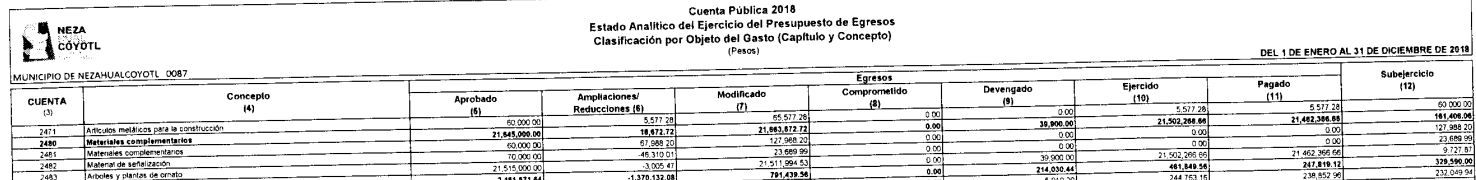 Cuenta Pública 2018
Estado Analítico del Ejercicio del Presupuesto de Egresos
Clasificación por Objeto del Gasto (Capítulo y Concepto)
(Pesos)
NEZA
CÓYOTL
DEL 1 DE ENERO AL 31 DE DICIEMBRE DE 2018
MUNICIPIO DE NEZAHUALCOYOTL 0087
Egresos
CUENTA (3) Concepto (4) Aprobado (5) Ampliaciones/ Reducciones (6) Modificado (7) Comprometido (8) Devengado (9) Ejercido (10) Pagado (11) Subejercicio (12)
2471 Artículos metálicos para la construcción 60,000.00 5,577.28 65,577.28 0.00 0.00 5,577.28 5,577.28 60,000.00
2480 Materiales complementarios 21,645,000.00 18,672.72 21,663,672.72 0.00 39,900.00 21,502,266.66 21,462,366.66 161,406.06
2481 Materiales complementarios 60,000.00 67,988.20 127,988.20 0.00 0.00 0.00 0.00 127,988.20
2482 Material de señalización 70,000.00 -46,310.01 23,689.99 0.00 0.00 0.00 0.00 23,689.99
2483 Arboles y plantas de ornato 21,515,000.00 -3,005.47 21,511,994.53 0.00 39,900.00 21,502,266.66 21,462,366.66 9,727.87
-1,370,132.08 791,439.56 0.00 214,030.44 461,849.56 247,819.12 329,590.00
244,763.16 238,852.96 232,049.94